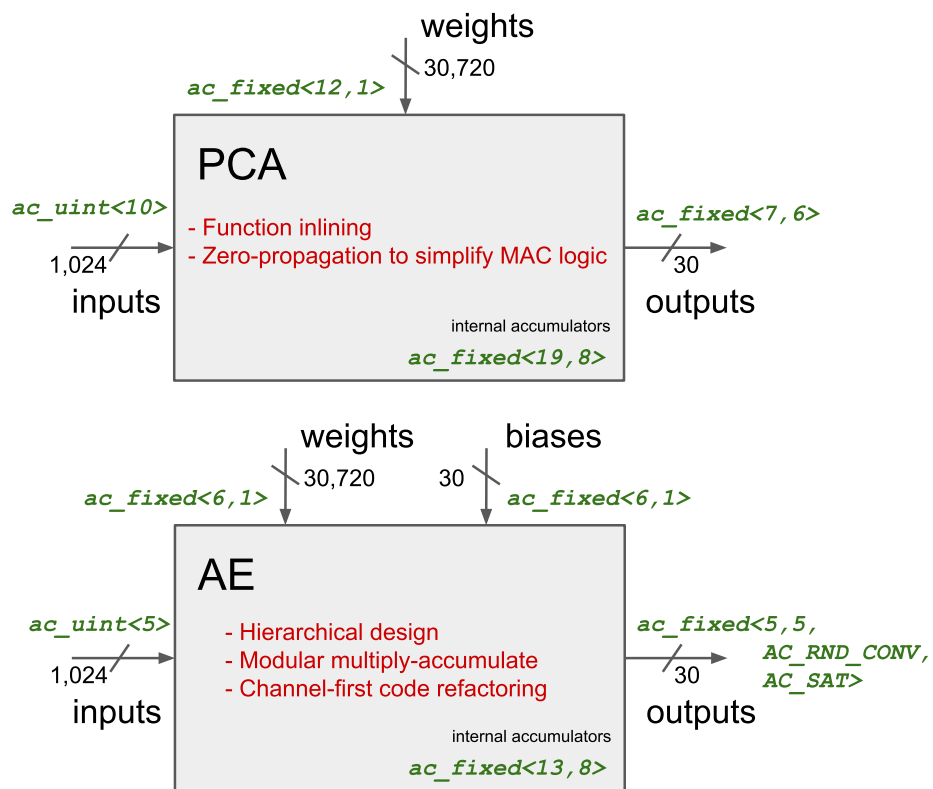 weights
30,720
ac_fixed<12,1>
PCA
ac_uint<10>
1,024
inputs
- Function inlining
- Zero-propagation to simplify MAC logic
ac_fixed<7,6>
30
outputs
internal accumulators
ac_fixed<19,8>
weights
30,720
ac_fixed<6,1>
biases
30
ac_fixed<6,1>
AE
ac_uint<5>
1,024
inputs
- Hierarchical design
- Modular multiply-accumulate
- Channel-first code refactoring
ac_fixed<5,5,
AC_RND_CONV,
AC_SAT>
30
outputs
internal accumulators
ac_fixed<13,8>